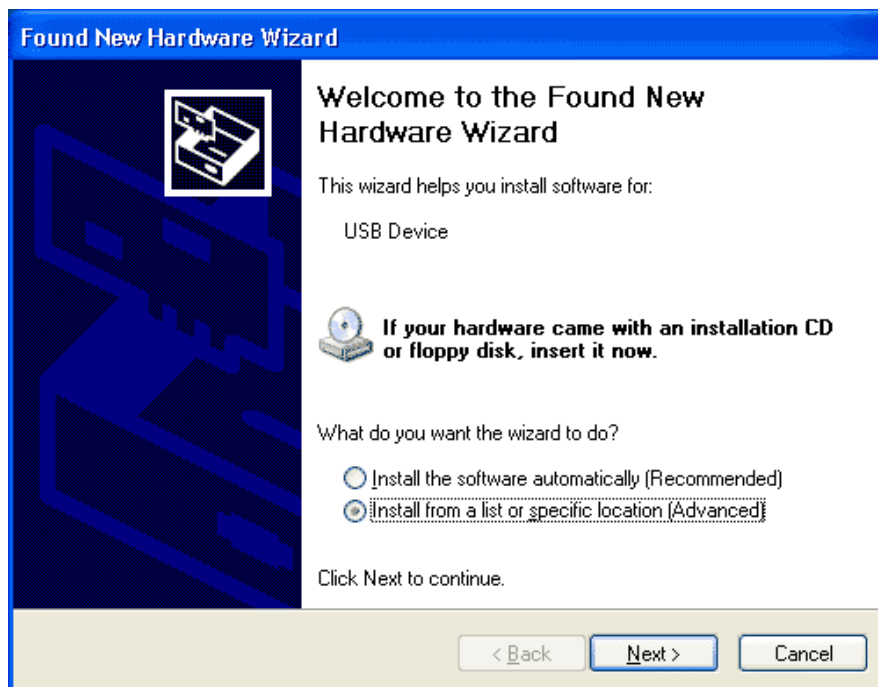 Found New Hardware Wizard
Welcome to the Found New
Hardware Wizard
This wizard helps you install software for:
USB Device
If your hardware came with an installation CD
or floppy disk, insert it now.
What do you want the wizard to do?
Install the software automatically (Recommended)
Install from a list or specific location (Advanced)
Click Next to continue.
< Back
Next >
Cancel